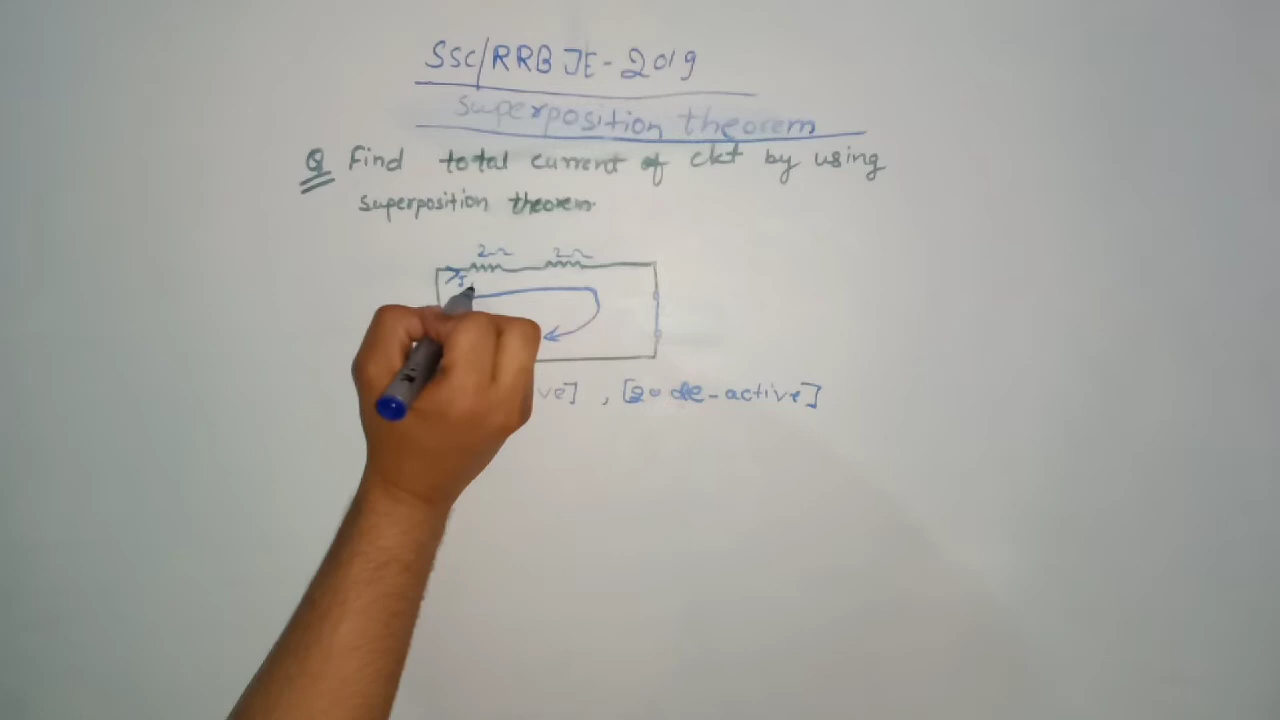 SSC/RRB JE - 2019
superposition theorem
Q Find total current of ckt by using
superposition theorem.
2Ω 2Ω
I
ve] , [20 de-active]